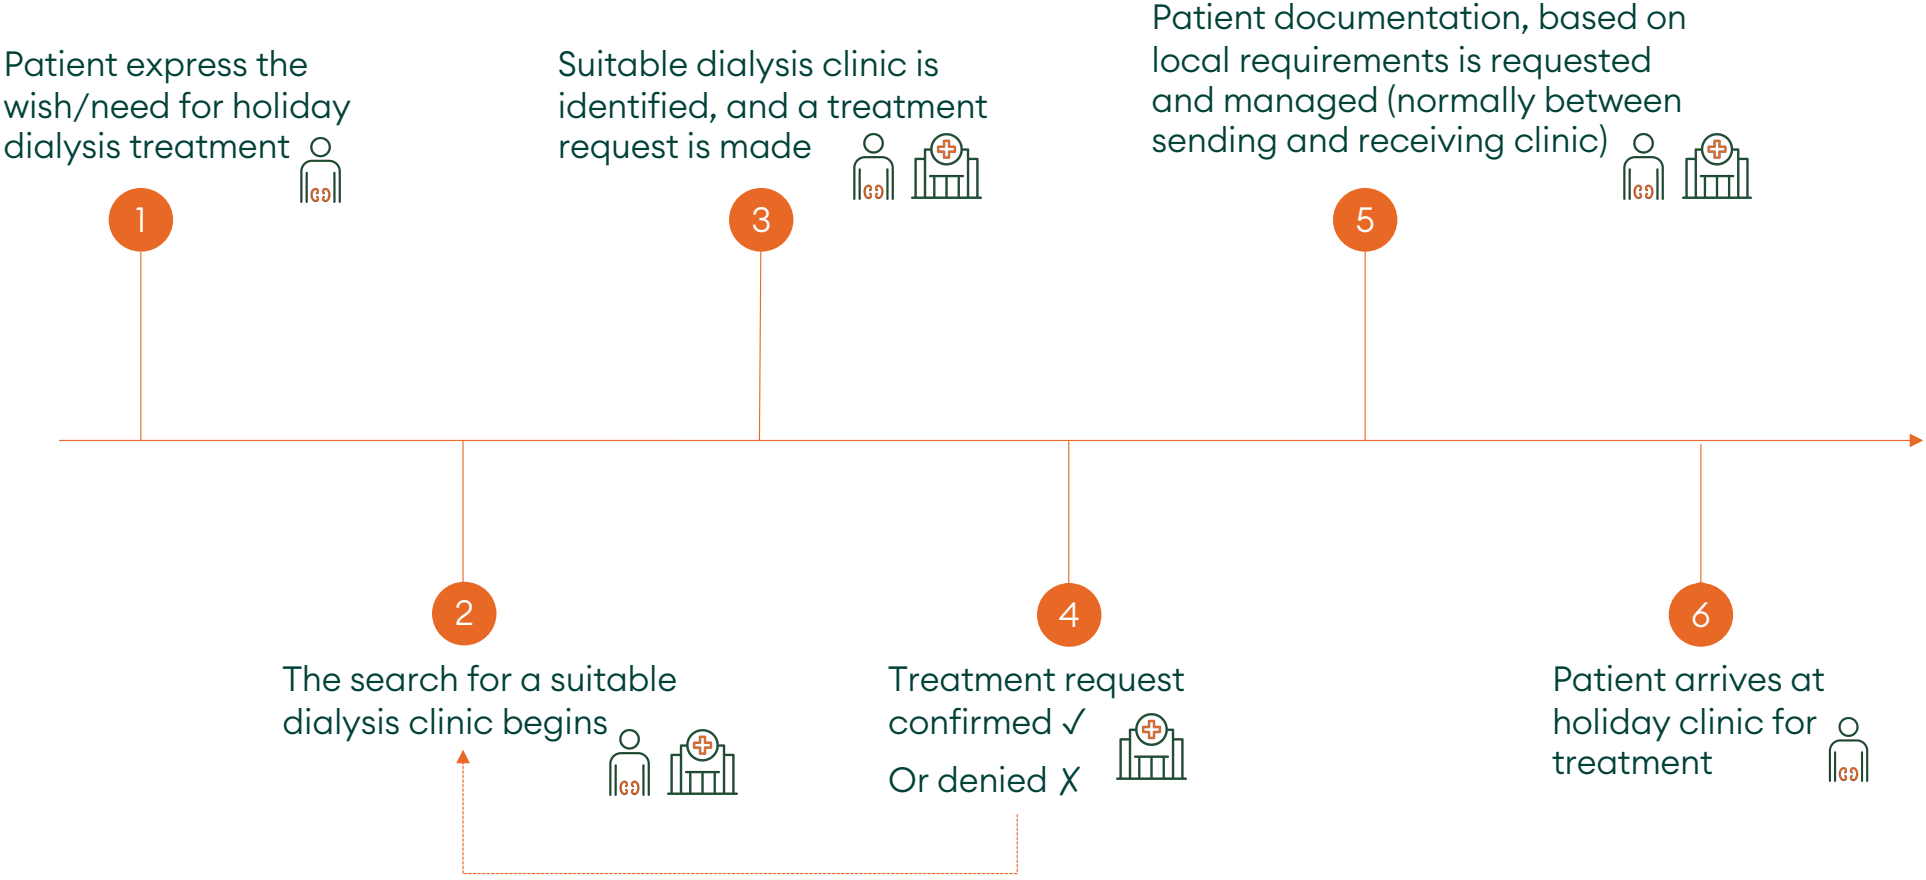 Patient express the
wish/need for holiday
dialysis treatment
1
The search for a suitable
dialysis clinic begins
2
Suitable dialysis clinic is
identified, and a treatment
request is made
3
Treatment request
confirmed ✓
Or denied ✗
4
Patient documentation, based on
local requirements is requested
and managed (normally between
sending and receiving clinic)
5
Patient arrives at
holiday clinic for
treatment
6